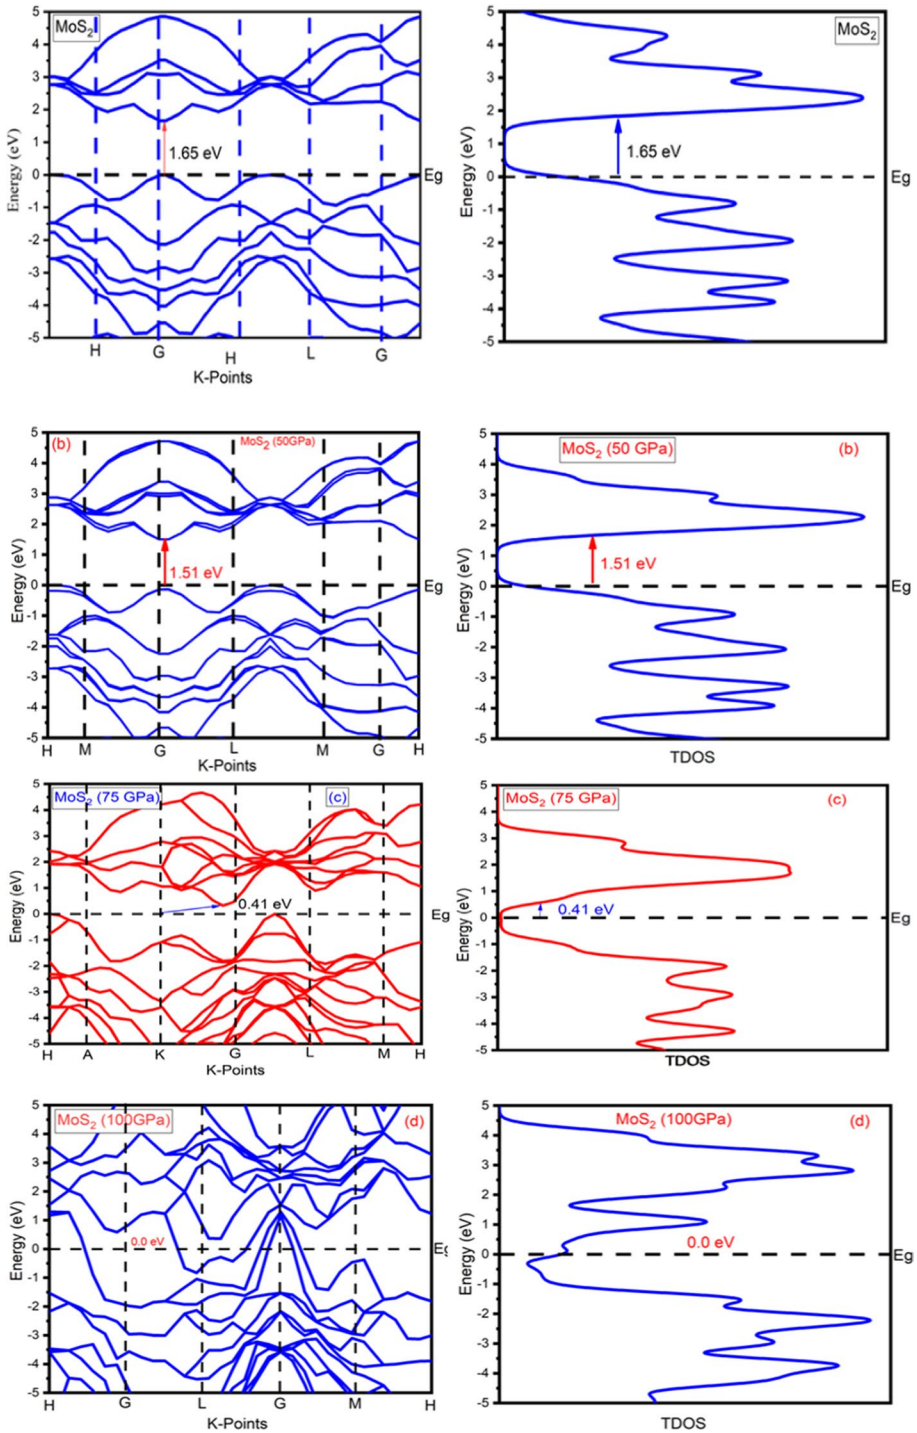 MoS2
5
4
3
2
1
0
-1
-2
-3
-4
-5
Energy (eV)
1.65 eV
Eg
H G H L G
K-Points
MoS2
5
4
3
2
1
0
-1
-2
-3
-4
-5
Energy (eV)
1.65 eV
Eg
(b)
MoS2 (50GPa)
5
4
3
2
1
0
-1
-2
-3
-4
-5
Energy (eV)
1.51 eV
Eg
H M G L M G H
K-Points
MoS2 (50 GPa)
(b)
5
4
3
2
1
0
-1
-2
-3
-4
-5
Energy (eV)
1.51 eV
Eg
TDOS
MoS2 (75 GPa)
(c)
5
4
3
2
1
0
-1
-2
-3
-4
-5
Energy (eV)
0.41 eV
Eg
H A K G L M H
K-Points
MoS2 (75 GPa)
(c)
5
4
3
2
1
0
-1
-2
-3
-4
-5
Energy (eV)
0.41 eV
Eg
TDOS
MoS2 (100GPa)
(d)
5
4
3
2
1
0
-1
-2
-3
-4
-5
Energy (eV)
0.0 eV
H G L G M H
K-Points
MoS2 (100GPa)
(d)
5
4
3
2
1
0
-1
-2
-3
-4
-5
Energy (eV)
0.0 eV
Eg
TDOS